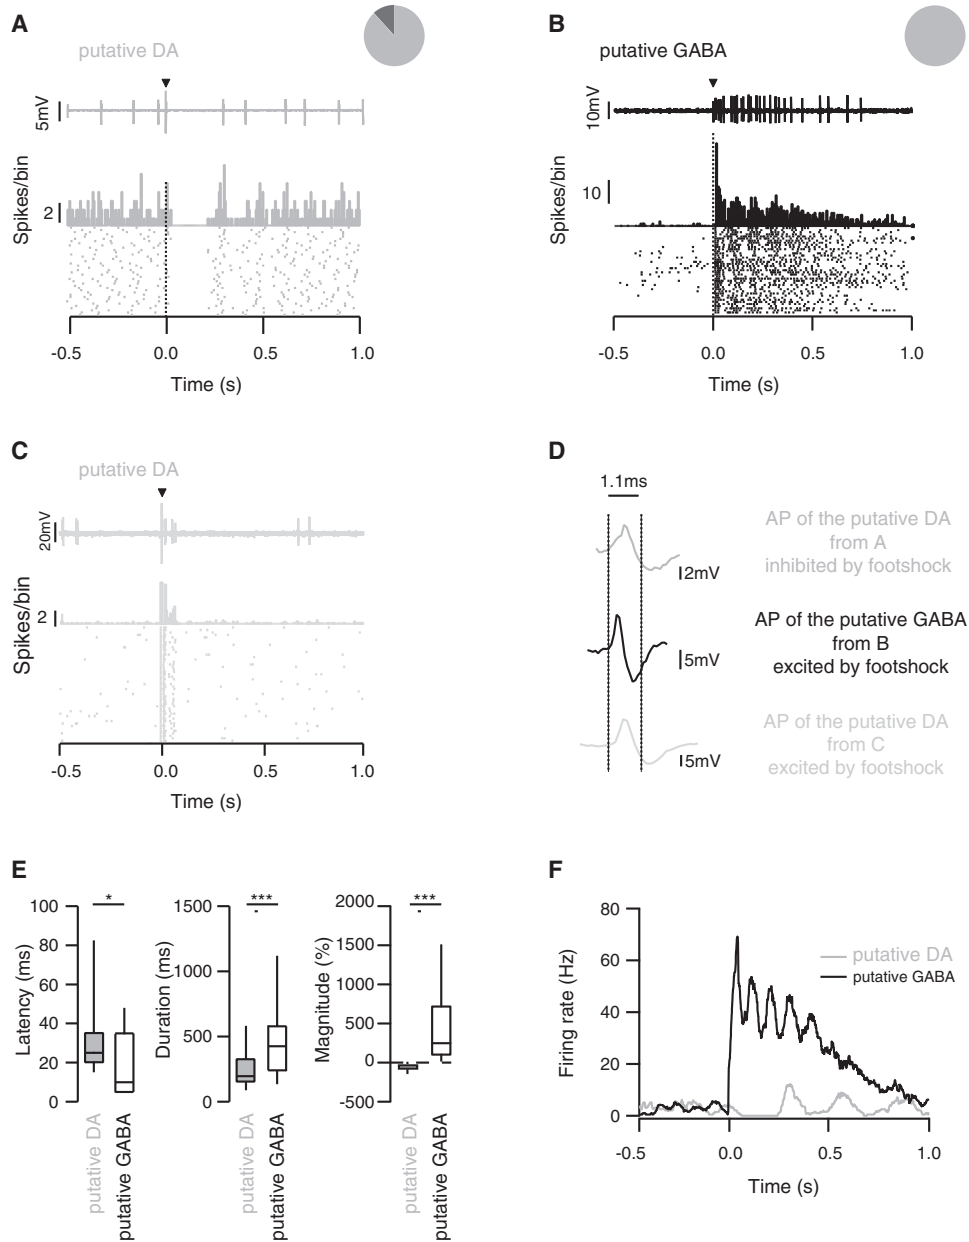 A
putative DA
5mV
Spikes/bin
2
-0.5 0.0 0.5 1.0
Time (s)
B
putative GABA
10mV
Spikes/bin
10
-0.5 0.0 0.5 1.0
Time (s)
C
putative DA
20mV
Spikes/bin
2
-0.5 0.0 0.5 1.0
Time (s)
D
1.1ms
2mV
AP of the putative DA
from A
inhibited by footshock
5mV
AP of the putative GABA
from B
excited by footshock
5mV
AP of the putative DA
from C
excited by footshock
E
Latency (ms)
100
80
60
40
20
0
*
putative DA
putative GABA
Duration (ms)
1500
1000
500
0
***
putative DA
putative GABA
Magnitude (%)
2000
1500
1000
500
0
-500
***
putative DA
putative GABA
F
Firing rate (Hz)
80
60
40
20
0
putative DA
putative GABA
-0.5 0.0 0.5 1.0
Time (s)